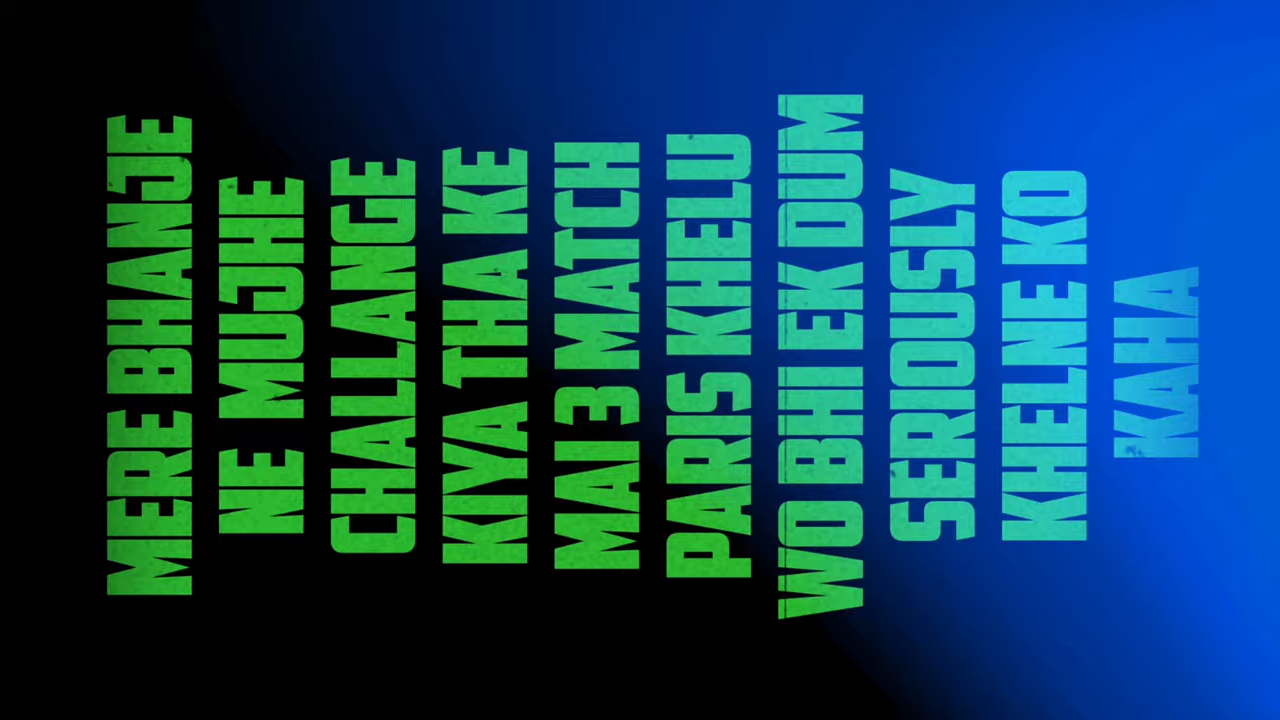 MERE BHANJE
NE MUJHE
CHALLANGE
KIYA THA KE
MAI 3 MATCH
PARIS KHELU
WO BHI EK DUM
SERIOUSLY
KHELNE KO
KAHA